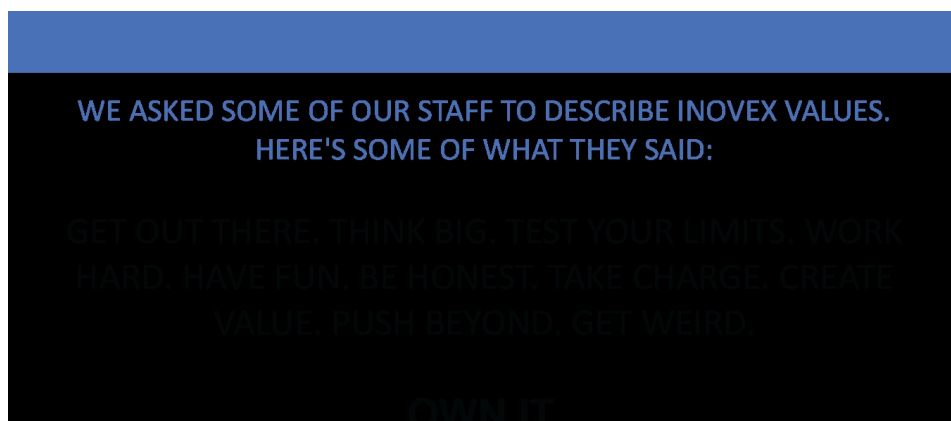 WE ASKED SOME OF OUR STAFF TO DESCRIBE INOVEX VALUES.
HERE'S SOME OF WHAT THEY SAID:
GET OUT THERE. THINK BIG. TEST YOUR LIMITS. WORK
HARD. HAVE FUN. BE HONEST. TAKE CHARGE. CREATE
VALUE. PUSH BEYOND. GET WEIRD.
OWN IT